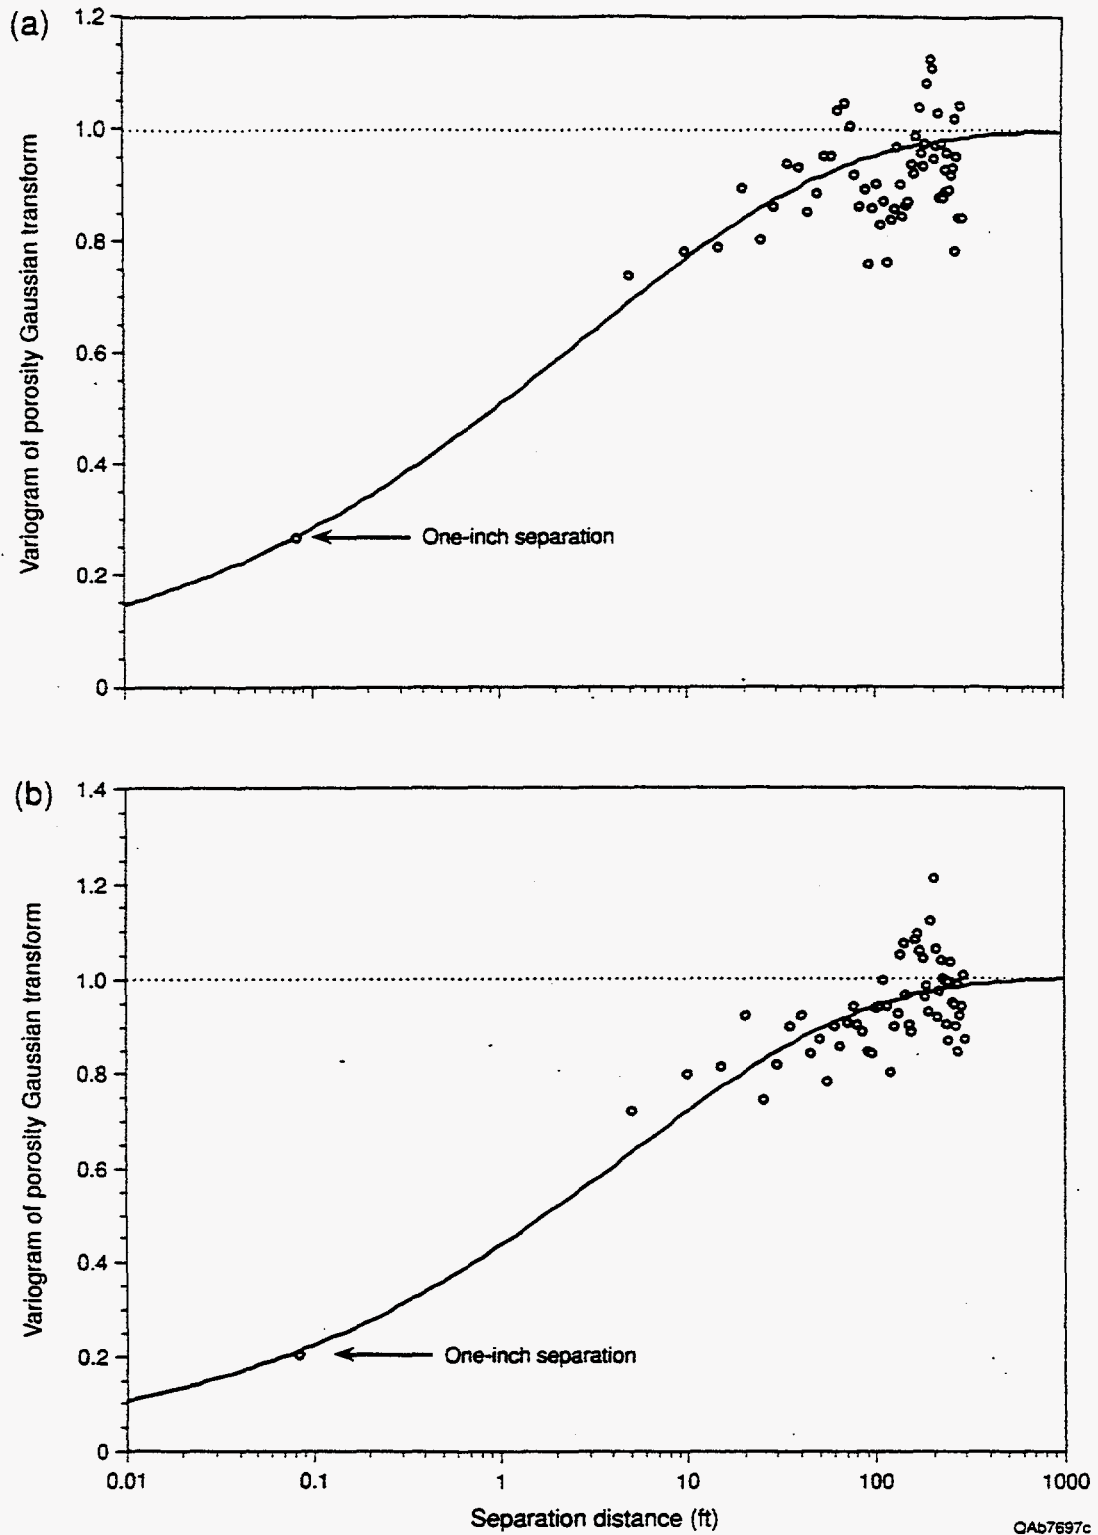 (a)
1.2
1.0
0.8
0.6
0.4
0.2
0
Variogram of porosity Gaussian transform
One-inch separation
(b)
1.4
1.2
1.0
0.8
0.6
0.4
0.2
0
Variogram of porosity Gaussian transform
One-inch separation
0.01 0.1 1 10 100 1000
Separation distance (ft)
QAb7697c